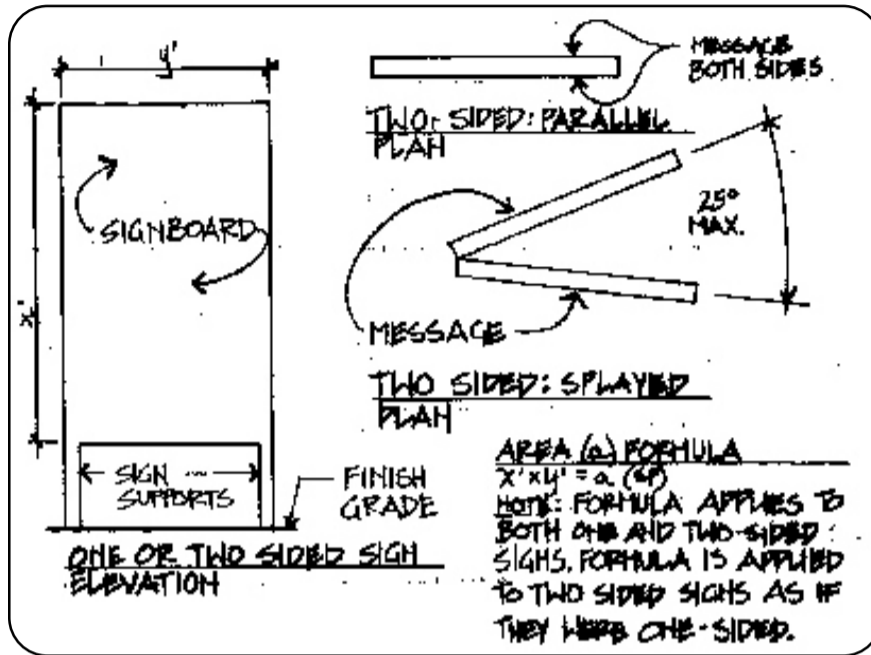 y'
MESSAGE
BOTH SIDES
TWO-SIDED: PARALLEL
PLAN
SIGNBOARD
x'
25°
MAX.
MESSAGE
TWO SIDED: SPLAYED
PLAN
SIGN
SUPPORTS
FINISH
GRADE
ONE OR TWO SIDED SIGN
ELEVATION
AREA (a) FORMULA
x' × y' = a (SF)
NOTE: FORMULA APPLIES TO
BOTH ONE AND TWO-SIDED
SIGNS. FORMULA IS APPLIED
TO TWO SIDED SIGNS AS IF
THEY WERE ONE-SIDED.